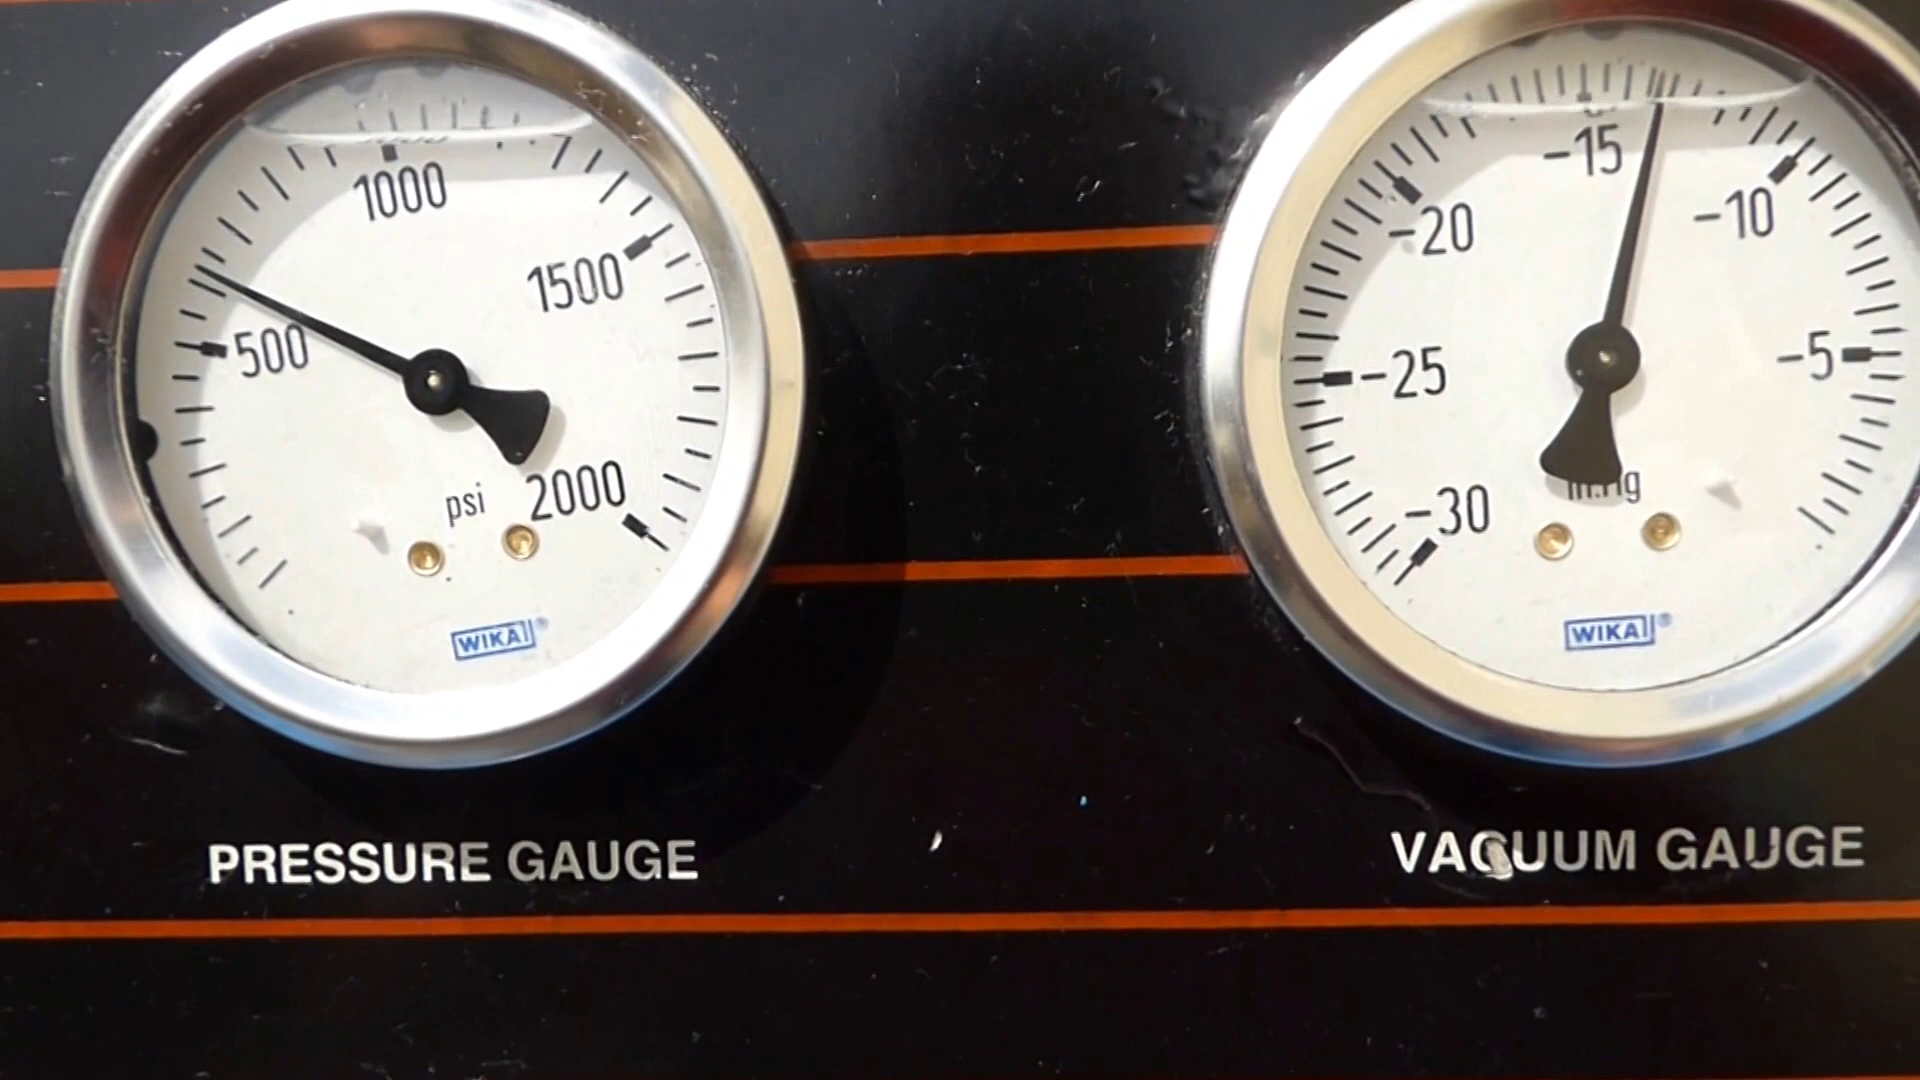 1000
1500
500
psi
2000
WIKA®
-15
-10
-20
-5
-25
-30
WIKA®
PRESSURE GAUGE
VACUUM GAUGE